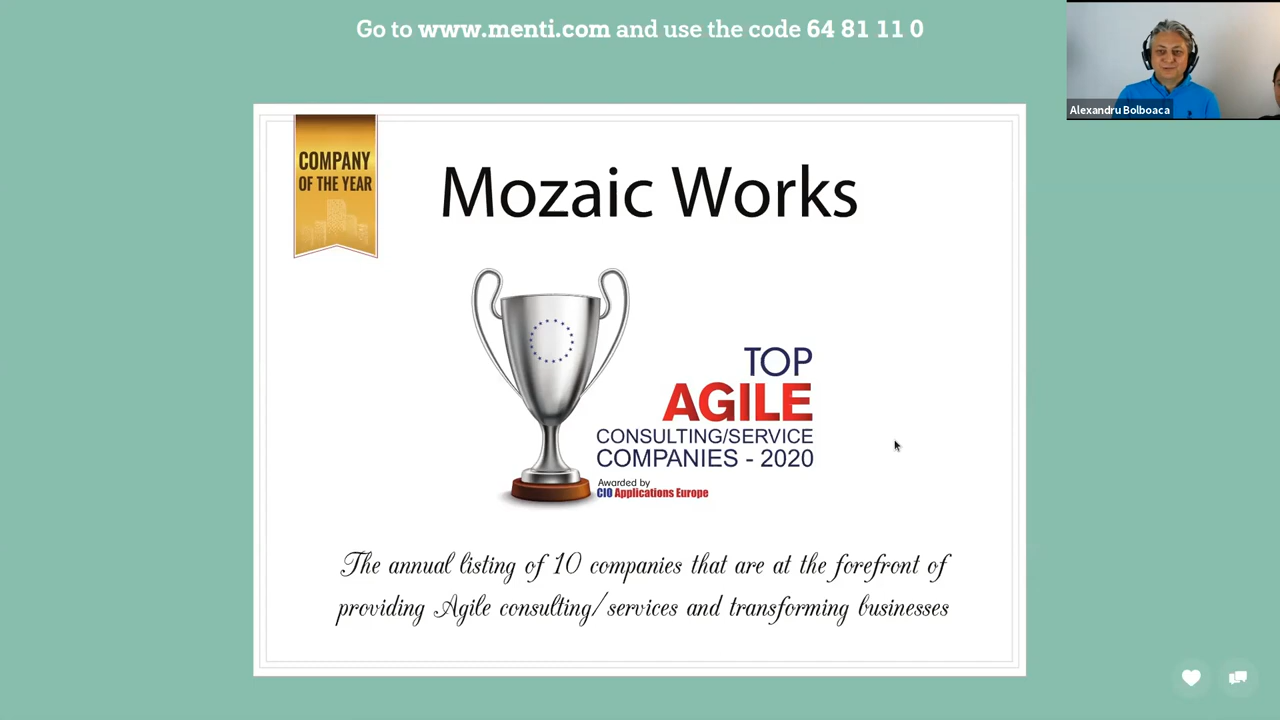 Go to www.menti.com and use the code 64 81 11 0
Alexandru Bolboaca
COMPANY
OF THE YEAR
Mozaic Works
TOP
AGILE
CONSULTING/SERVICE
COMPANIES - 2020
Awarded by
CIO Applications Europe
The annual listing of 10 companies that are at the forefront of
providing Agile consulting/services and transforming businesses